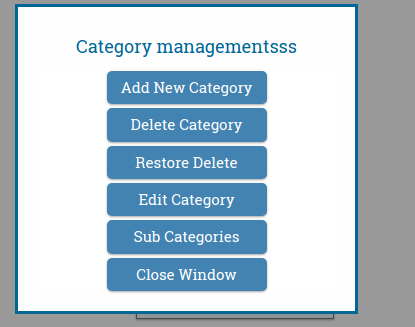 Category managementsss
Add New Category
Delete Category
Restore Delete
Edit Category
Sub Categories
Close Window